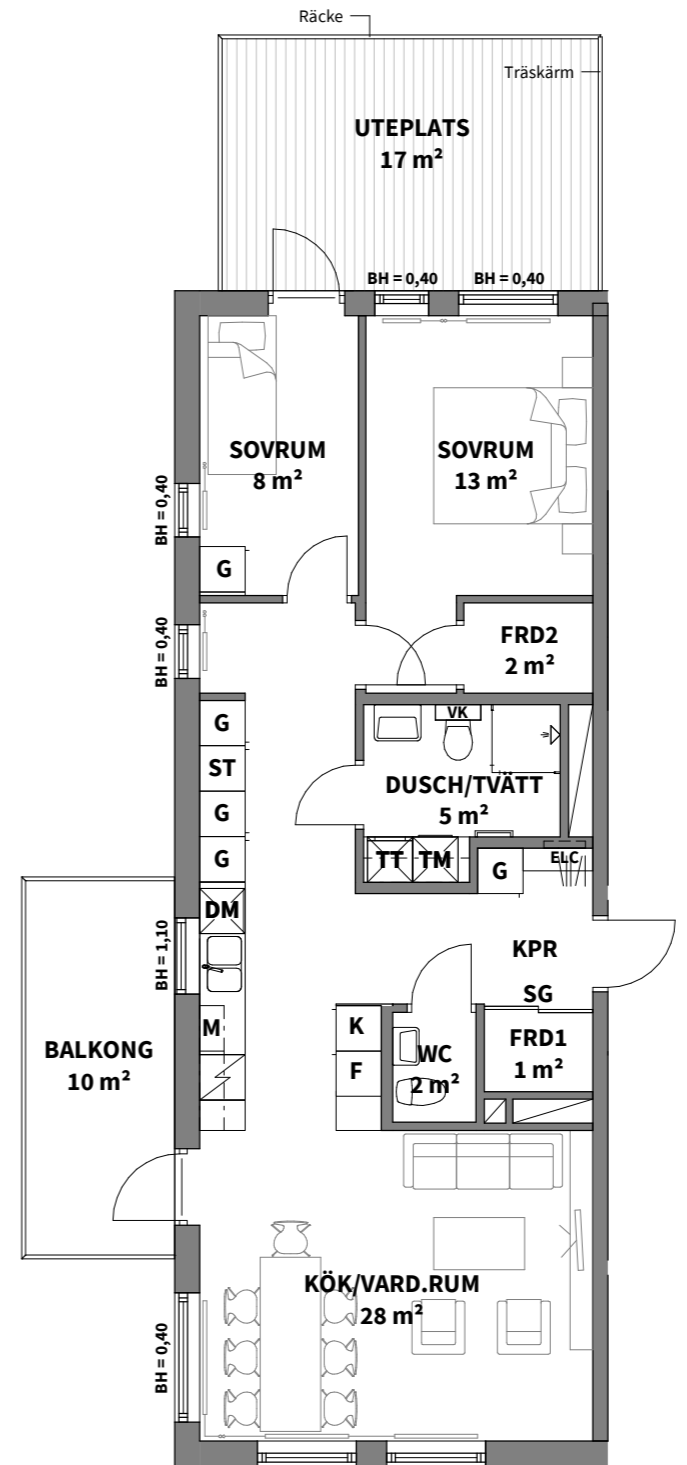 Räcke
Träskärm
UTEPLATS
17 m²
BH = 0,40
BH = 0,40
SOVRUM
8 m²
SOVRUM
13 m²
BH = 0,40
G
BH = 0,40
FRD2
2 m²
G
VK
ST
DUSCH/TVÄTT
5 m²
G
G
TT
TM
G
ELC
DM
BH = 1,10
KPR
SG
M
K
FRD1
1 m²
BALKONG
10 m²
WC
2 m²
F
KÖK/VARD.RUM
28 m²
BH = 0,40